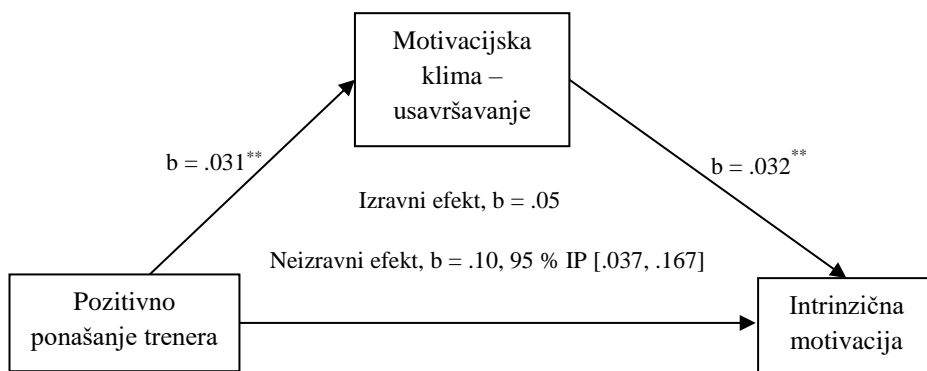 Motivacijska
klima –
usavršavanje
b = .031**
b = .032**
Izravni efekt, b = .05
Neizravni efekt, b = .10, 95 % IP [.037, .167]
Pozitivno
ponašanje trenera
Intrinzična
motivacija